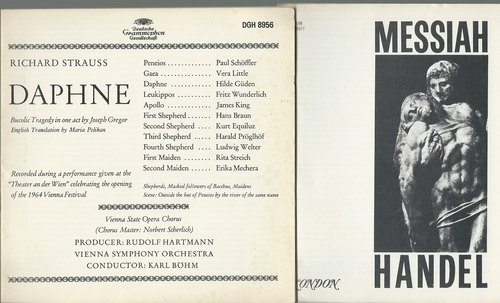 Deutsche
Grammophon
Gesellschaft
DGH 8956
RICHARD STRAUSS
DAPHNE
Bucolic Tragedy in one act by Joseph Gregor
English Translation by Maria Pelikan
Recorded during a performance given at the
"Theater an der Wien" celebrating the opening
of the 1964 Vienna Festival
Peneios ............ Paul Schöffler
Gaea .............. Vera Little
Daphne ............ Hilde Güden
Leukippos .......... Fritz Wunderlich
Apollo ............ James King
First Shepherd ...... Hans Braun
Second Shepherd .... Kurt Equiluz
Third Shepherd ..... Harald Pröglhöf
Fourth Shepherd .... Ludwig Welter
First Maiden ....... Rita Streich
Second Maiden ...... Erika Mechera
Shepherds, Masked followers of Bacchus, Maidens
Scene: Outside the hut of Peneios by the river of the same name
Vienna State Opera Chorus
(Chorus Master: Norbert Scherlich)
PRODUCER: RUDOLF HARTMANN
VIENNA SYMPHONY ORCHESTRA
CONDUCTOR: KARL BÖHM
MESSIAH
HANDEL
LONDON